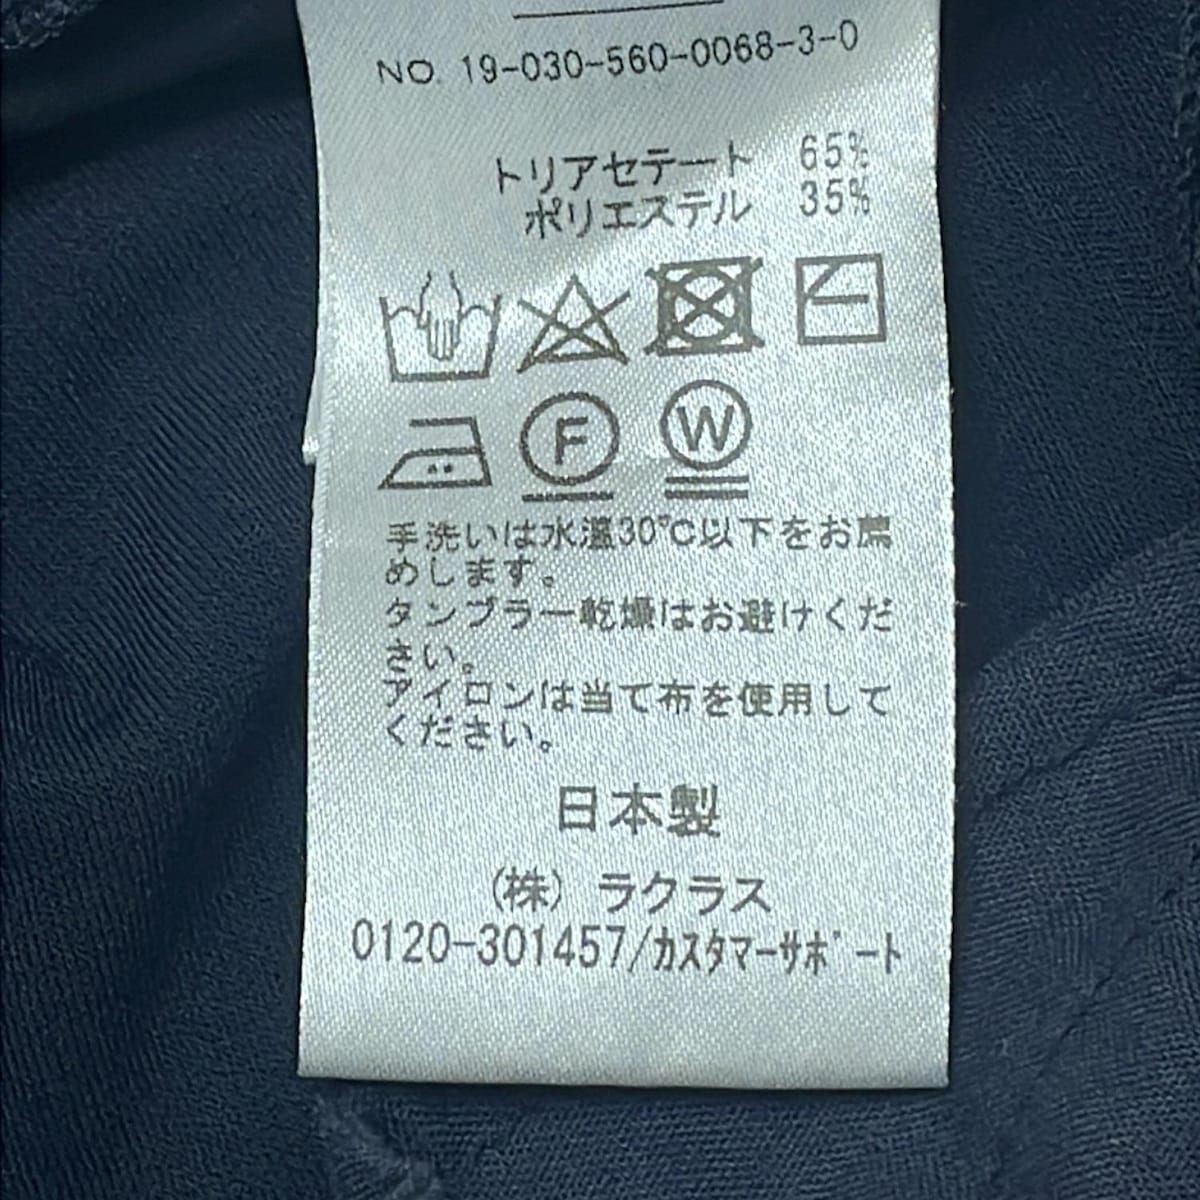 NO. 19-030-560-0068-3-0
トリアセテート 65%
ポリエステル 35%
F W
手洗いは水温30℃以下をお薦
めします。
タンブラー乾燥はお避けくだ
さい。
アイロンは当て布を使用して
ください。
日本製
(株) ラクラス
0120-301457/ｶｽﾀﾏｰｻﾎﾟｰﾄ